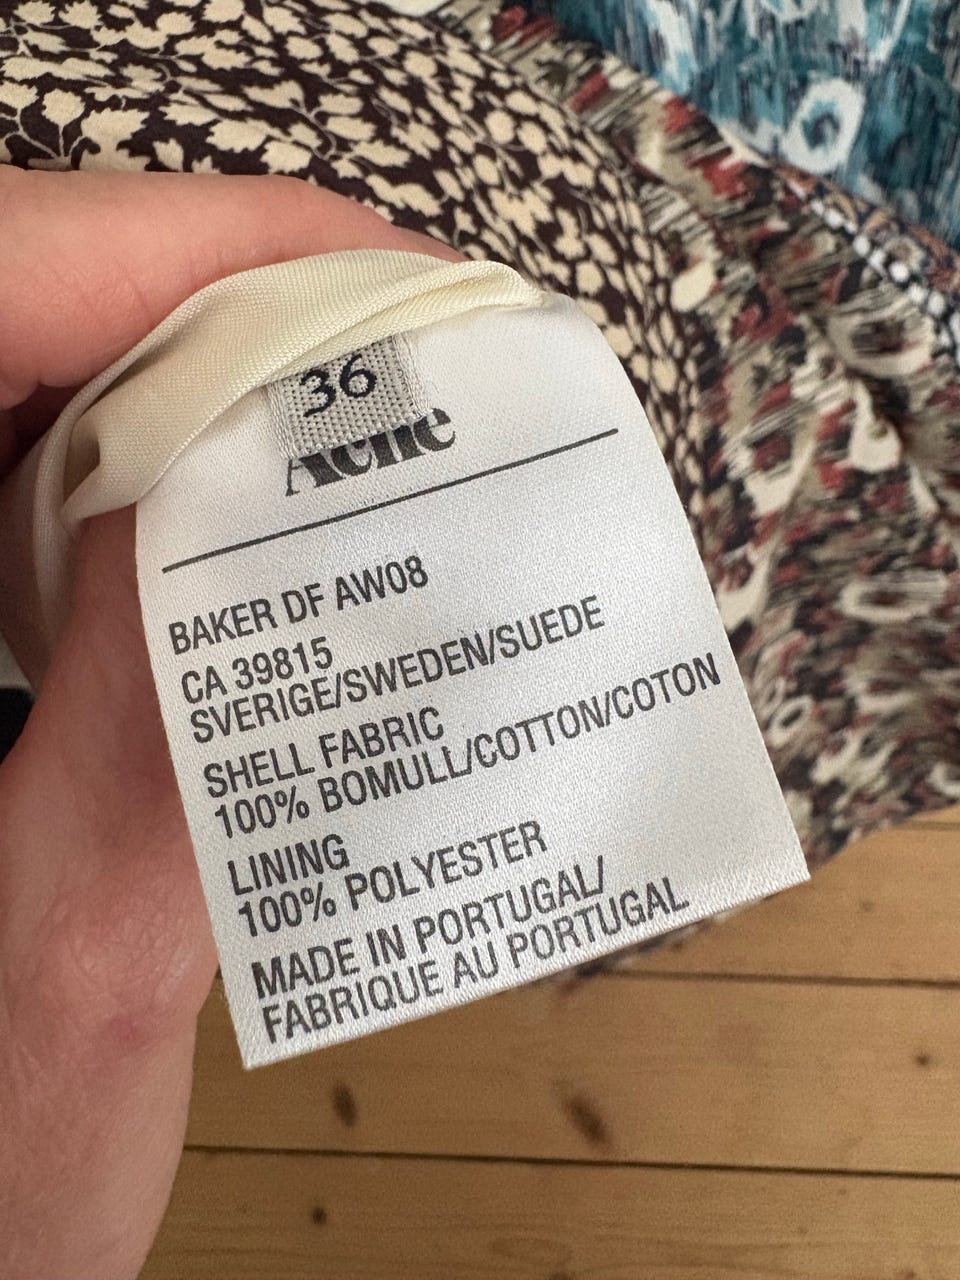 36
Acne
BAKER DF AW08
CA 39815
SVERIGE/SWEDEN/SUEDE
SHELL FABRIC
100% BOMULL/COTTON/COTON
LINING
100% POLYESTER
MADE IN PORTUGAL/
FABRIQUE AU PORTUGAL